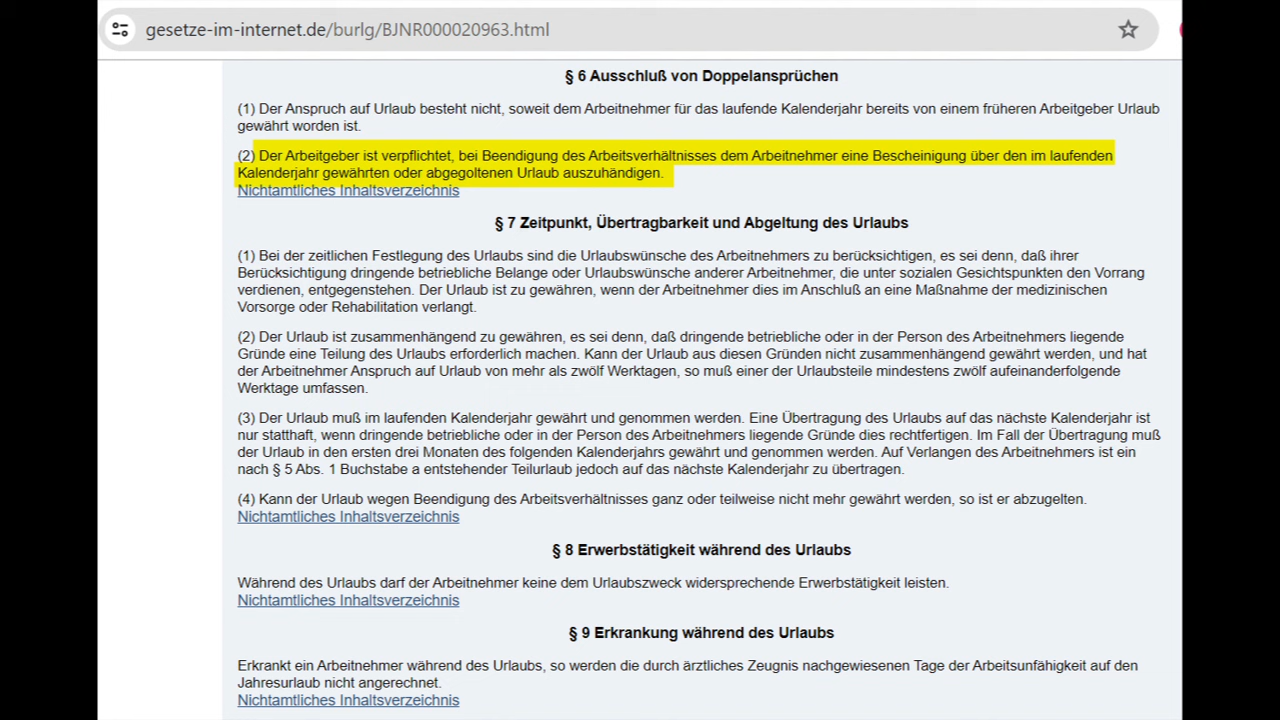 gesetze-im-internet.de/burlg/BJNR000020963.html
§ 6 Ausschluß von Doppelansprüchen
(1) Der Anspruch auf Urlaub besteht nicht, soweit dem Arbeitnehmer für das laufende Kalenderjahr bereits von einem früheren Arbeitgeber Urlaub
gewährt worden ist.
(2) Der Arbeitgeber ist verpflichtet, bei Beendigung des Arbeitsverhältnisses dem Arbeitnehmer eine Bescheinigung über den im laufenden
Kalenderjahr gewährten oder abgegoltenen Urlaub auszuhändigen.
Nichtamtliches Inhaltsverzeichnis
§ 7 Zeitpunkt, Übertragbarkeit und Abgeltung des Urlaubs
(1) Bei der zeitlichen Festlegung des Urlaubs sind die Urlaubswünsche des Arbeitnehmers zu berücksichtigen, es sei denn, daß ihrer
Berücksichtigung dringende betriebliche Belange oder Urlaubswünsche anderer Arbeitnehmer, die unter sozialen Gesichtspunkten den Vorrang
verdienen, entgegenstehen. Der Urlaub ist zu gewähren, wenn der Arbeitnehmer dies im Anschluß an eine Maßnahme der medizinischen
Vorsorge oder Rehabilitation verlangt.
(2) Der Urlaub ist zusammenhängend zu gewähren, es sei denn, daß dringende betriebliche oder in der Person des Arbeitnehmers liegende
Gründe eine Teilung des Urlaubs erforderlich machen. Kann der Urlaub aus diesen Gründen nicht zusammenhängend gewährt werden, und hat
der Arbeitnehmer Anspruch auf Urlaub von mehr als zwölf Werktagen, so muß einer der Urlaubsteile mindestens zwölf aufeinanderfolgende
Werktage umfassen.
(3) Der Urlaub muß im laufenden Kalenderjahr gewährt und genommen werden. Eine Übertragung des Urlaubs auf das nächste Kalenderjahr ist
nur statthaft, wenn dringende betriebliche oder in der Person des Arbeitnehmers liegende Gründe dies rechtfertigen. Im Fall der Übertragung muß
der Urlaub in den ersten drei Monaten des folgenden Kalenderjahrs gewährt und genommen werden. Auf Verlangen des Arbeitnehmers ist ein
nach § 5 Abs. 1 Buchstabe a entstehender Teilurlaub jedoch auf das nächste Kalenderjahr zu übertragen.
(4) Kann der Urlaub wegen Beendigung des Arbeitsverhältnisses ganz oder teilweise nicht mehr gewährt werden, so ist er abzugelten.
Nichtamtliches Inhaltsverzeichnis
§ 8 Erwerbstätigkeit während des Urlaubs
Während des Urlaubs darf der Arbeitnehmer keine dem Urlaubszweck widersprechende Erwerbstätigkeit leisten.
Nichtamtliches Inhaltsverzeichnis
§ 9 Erkrankung während des Urlaubs
Erkrankt ein Arbeitnehmer während des Urlaubs, so werden die durch ärztliches Zeugnis nachgewiesenen Tage der Arbeitsunfähigkeit auf den
Jahresurlaub nicht angerechnet.
Nichtamtliches Inhaltsverzeichnis